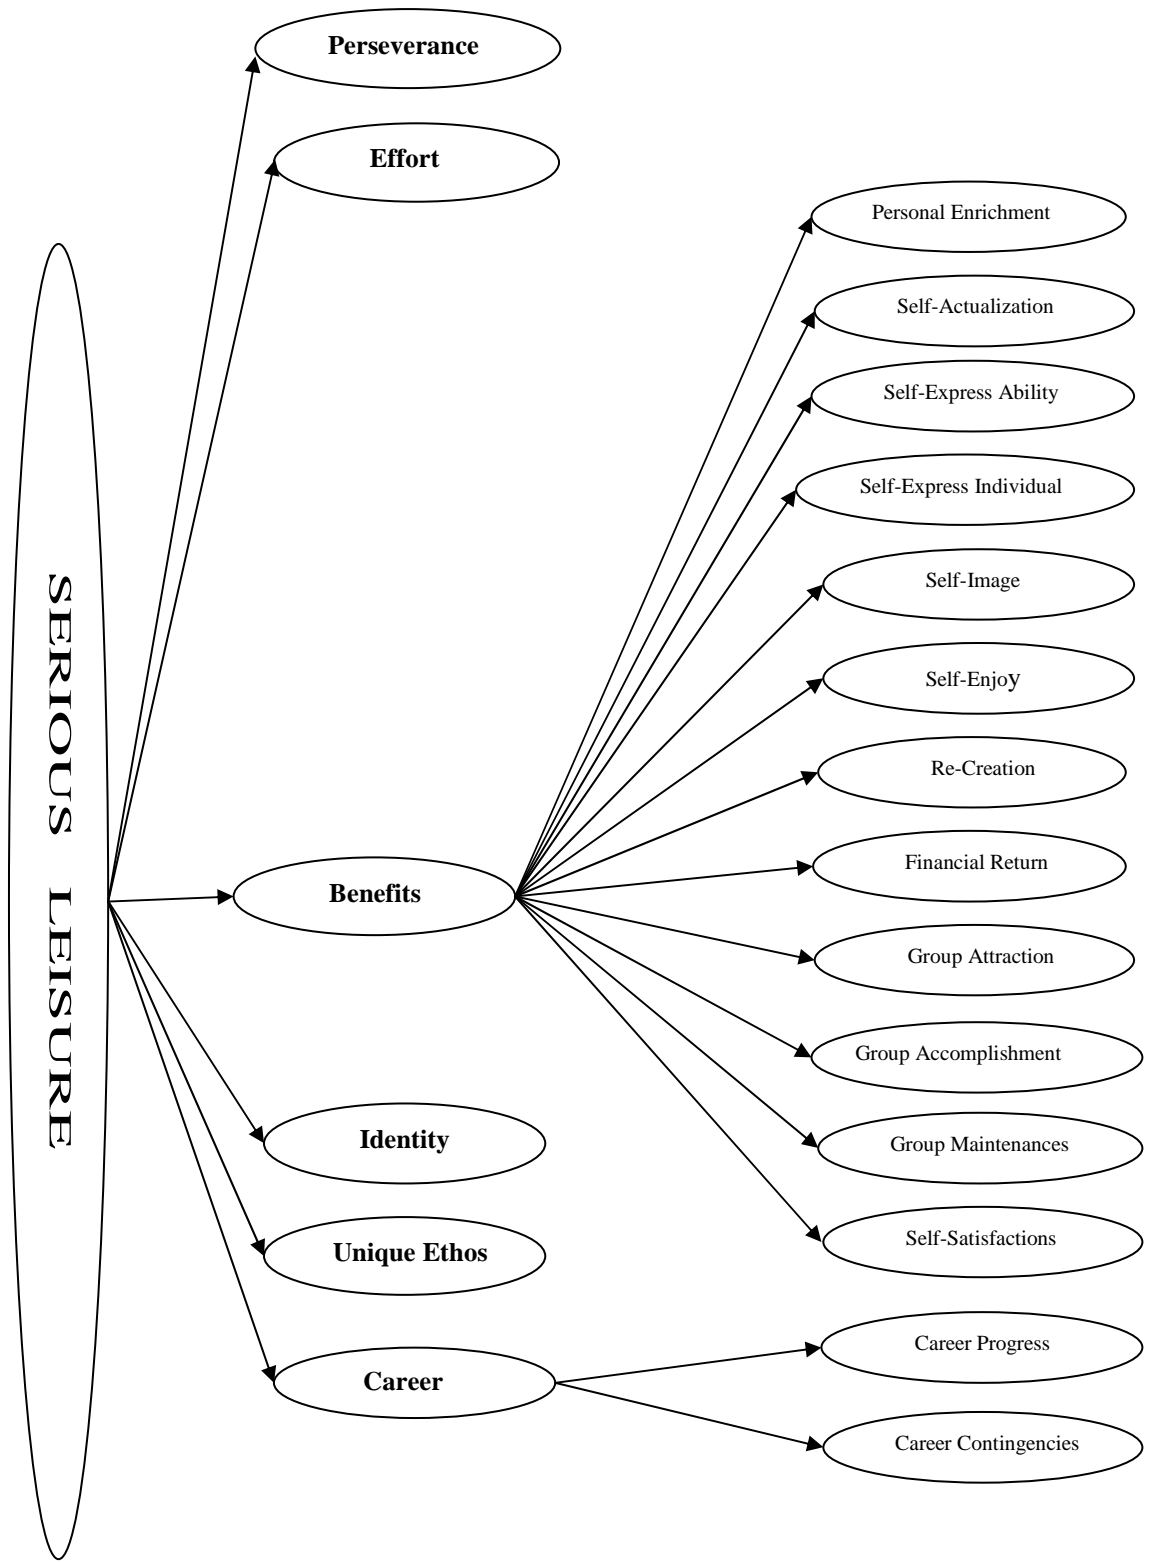 Perseverance
Effort
Personal Enrichment
Self-Actualization
Self-Express Ability
Self-Express Individual
Self-Image
Self-Enjoy
Re-Creation
Financial Return
SERIOUS LEISURE
Benefits
Group Attraction
Group Accomplishment
Identity
Group Maintenances
Unique Ethos
Self-Satisfactions
Career
Career Progress
Career Contingencies